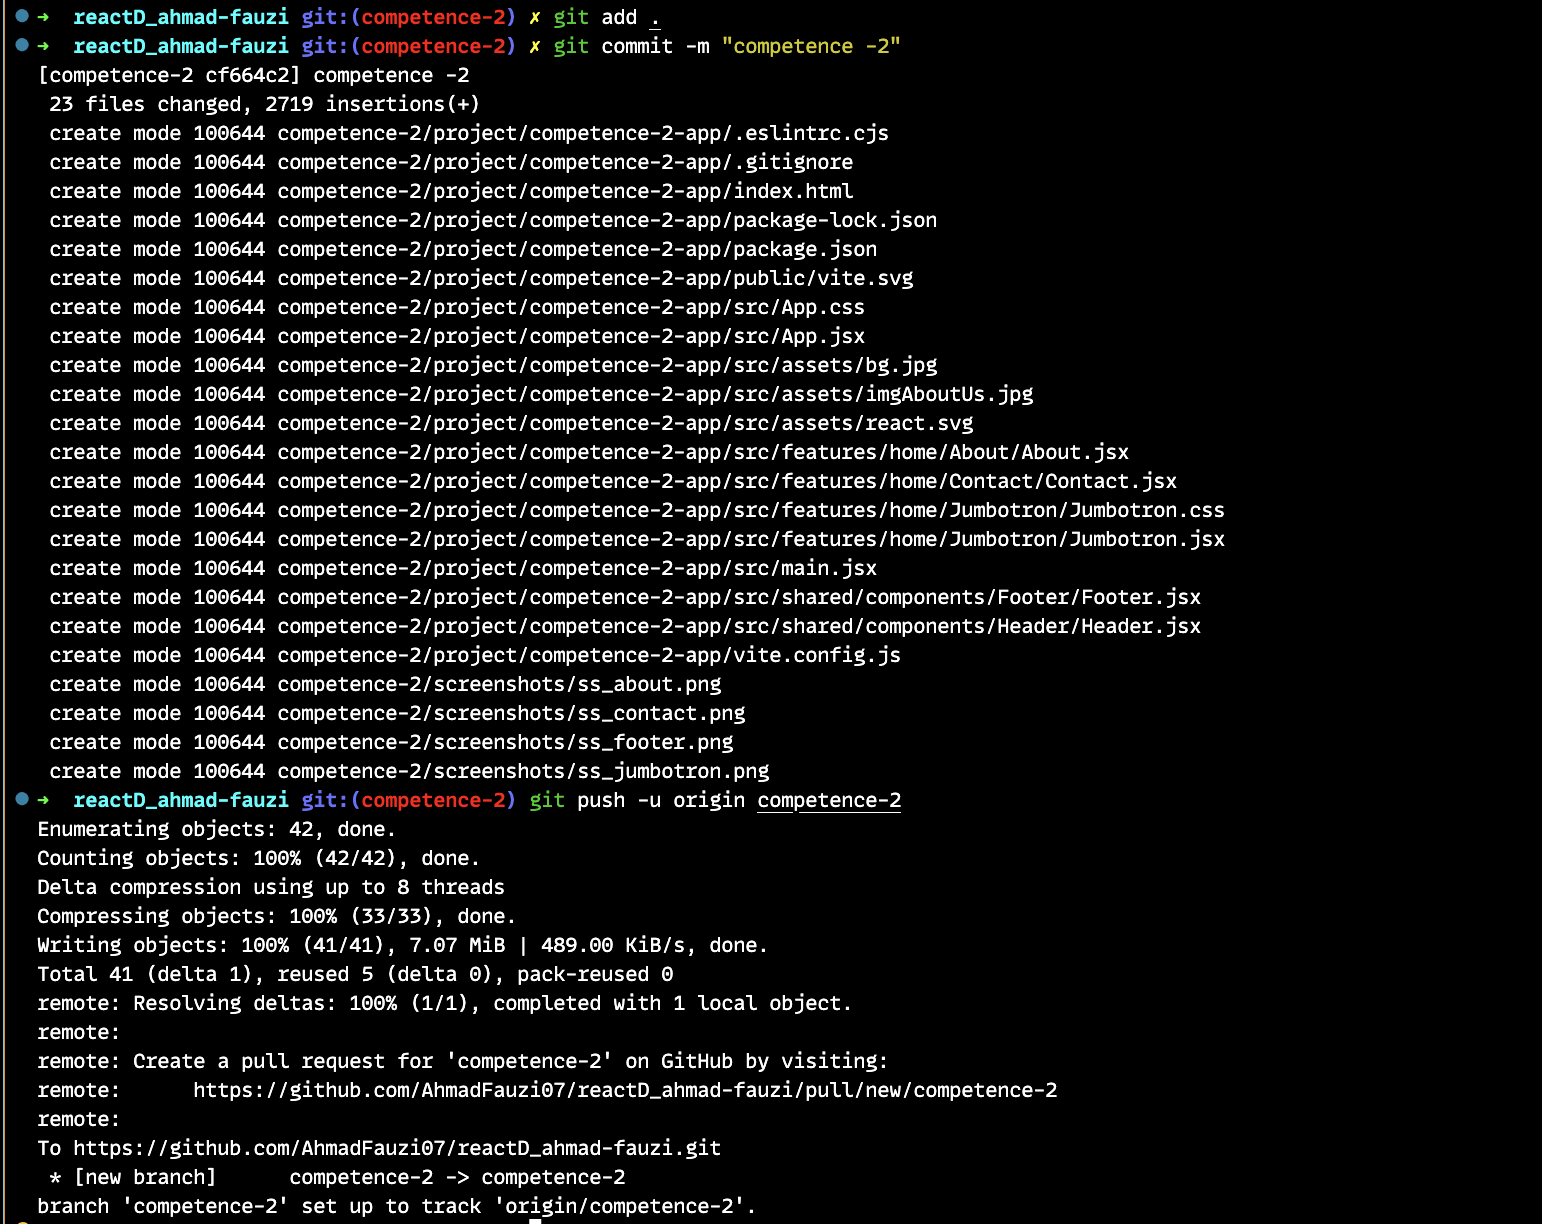 ➜  reactD_ahmad-fauzi git:(competence-2) ✗ git add .
➜  reactD_ahmad-fauzi git:(competence-2) ✗ git commit -m "competence -2"
[competence-2 cf664c2] competence -2
 23 files changed, 2719 insertions(+)
 create mode 100644 competence-2/project/competence-2-app/.eslintrc.cjs
 create mode 100644 competence-2/project/competence-2-app/.gitignore
 create mode 100644 competence-2/project/competence-2-app/index.html
 create mode 100644 competence-2/project/competence-2-app/package-lock.json
 create mode 100644 competence-2/project/competence-2-app/package.json
 create mode 100644 competence-2/project/competence-2-app/public/vite.svg
 create mode 100644 competence-2/project/competence-2-app/src/App.css
 create mode 100644 competence-2/project/competence-2-app/src/App.jsx
 create mode 100644 competence-2/project/competence-2-app/src/assets/bg.jpg
 create mode 100644 competence-2/project/competence-2-app/src/assets/imgAboutUs.jpg
 create mode 100644 competence-2/project/competence-2-app/src/assets/react.svg
 create mode 100644 competence-2/project/competence-2-app/src/features/home/About/About.jsx
 create mode 100644 competence-2/project/competence-2-app/src/features/home/Contact/Contact.jsx
 create mode 100644 competence-2/project/competence-2-app/src/features/home/Jumbotron/Jumbotron.css
 create mode 100644 competence-2/project/competence-2-app/src/features/home/Jumbotron/Jumbotron.jsx
 create mode 100644 competence-2/project/competence-2-app/src/main.jsx
 create mode 100644 competence-2/project/competence-2-app/src/shared/components/Footer/Footer.jsx
 create mode 100644 competence-2/project/competence-2-app/src/shared/components/Header/Header.jsx
 create mode 100644 competence-2/project/competence-2-app/vite.config.js
 create mode 100644 competence-2/screenshots/ss_about.png
 create mode 100644 competence-2/screenshots/ss_contact.png
 create mode 100644 competence-2/screenshots/ss_footer.png
 create mode 100644 competence-2/screenshots/ss_jumbotron.png
➜  reactD_ahmad-fauzi git:(competence-2) git push -u origin competence-2
Enumerating objects: 42, done.
Counting objects: 100% (42/42), done.
Delta compression using up to 8 threads
Compressing objects: 100% (33/33), done.
Writing objects: 100% (41/41), 7.07 MiB | 489.00 KiB/s, done.
Total 41 (delta 1), reused 5 (delta 0), pack-reused 0
remote: Resolving deltas: 100% (1/1), completed with 1 local object.
remote:
remote: Create a pull request for 'competence-2' on GitHub by visiting:
remote:      https://github.com/AhmadFauzi07/reactD_ahmad-fauzi/pull/new/competence-2
remote:
To https://github.com/AhmadFauzi07/reactD_ahmad-fauzi.git
 * [new branch]      competence-2 -> competence-2
branch 'competence-2' set up to track 'origin/competence-2'.